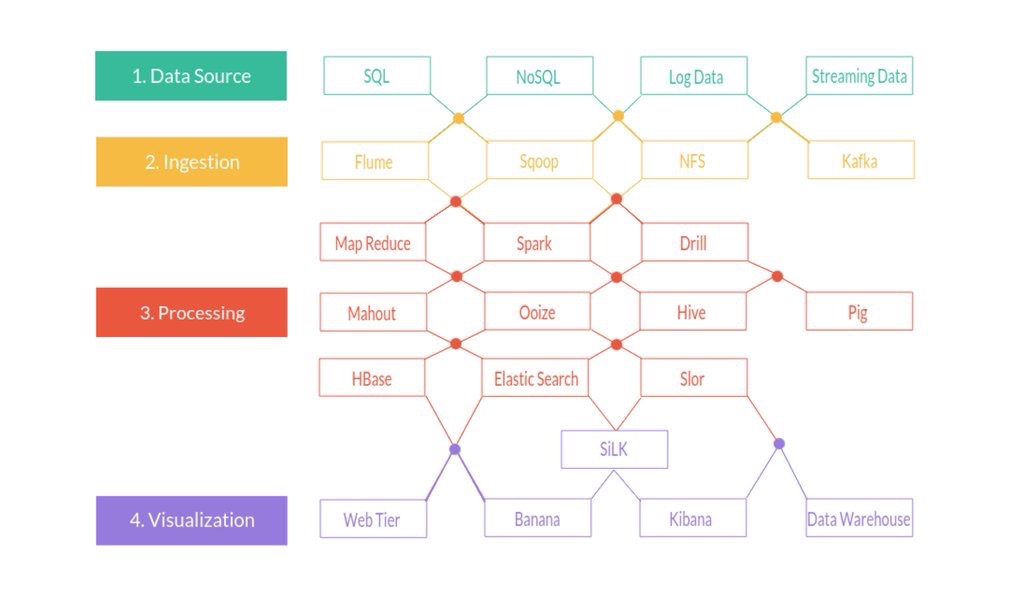 1. Data Source
SQL
NoSQL
Log Data
Streaming Data
2. Ingestion
Flume
Sqoop
NFS
Kafka
Map Reduce
Spark
Drill
3. Processing
Mahout
Ooize
Hive
Pig
HBase
Elastic Search
Slor
SiLK
4. Visualization
Web Tier
Banana
Kibana
Data Warehouse